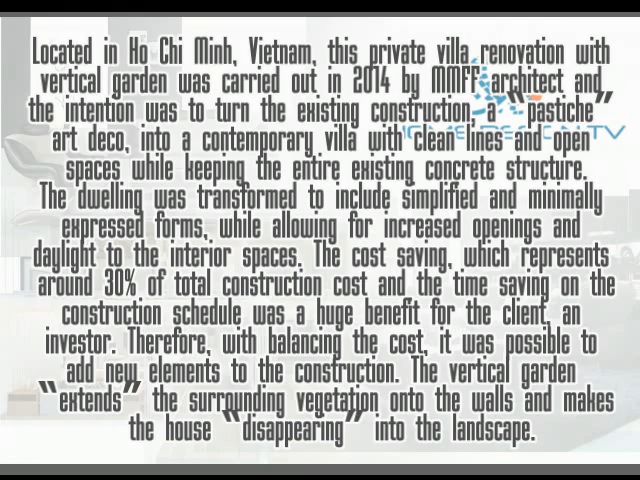 Located in Ho Chi Minh, Vietnam, this private villa renovation with
vertical garden was carried out in 2014 by MMFF architect and
the intention was to turn the existing construction, a “pastiche”
art deco, into a contemporary villa with clean lines and open
HOME DESIGN TV
spaces while keeping the entire existing concrete structure.
The dwelling was transformed to include simplified and minimally
expressed forms, while allowing for increased openings and
daylight to the interior spaces. The cost saving, which represents
around 30% of total construction cost and the time saving on the
construction schedule was a huge benefit for the client, an
investor. Therefore, with balancing the cost, it was possible to
add new elements to the construction. The vertical garden
“extends” the surrounding vegetation onto the walls and makes
the house “disappearing” into the landscape.